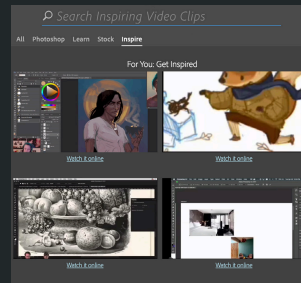 Search Inspiring Video Clips
All Photoshop Learn Stock Inspire
For You: Get Inspired
Watch it online Watch it online
Watch it online Watch it online